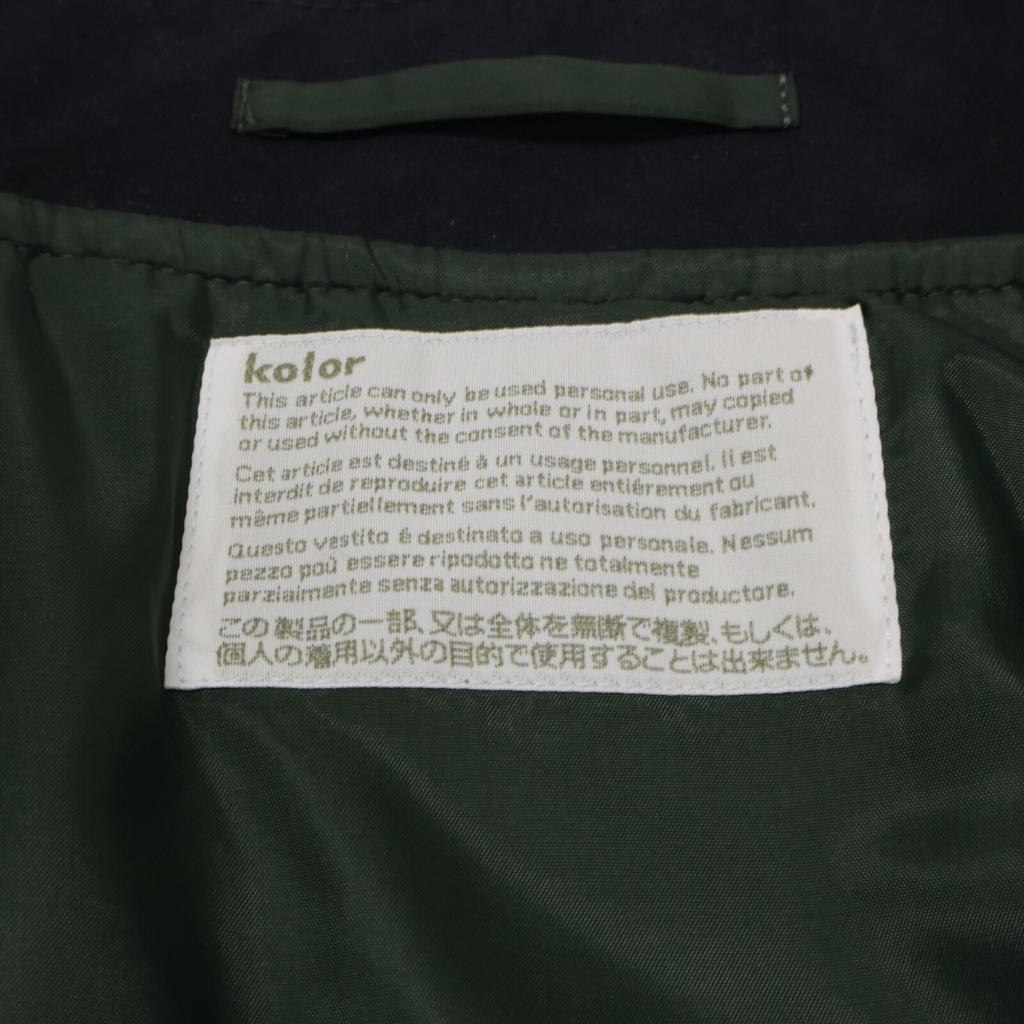 kolor
This article can only be used personal use. No part of
this article, whether in whole or in part, may copied
or used without the consent of the manufacturer.
Cet article est destiné à un usage personnel. Il est
interdit de reproduire cet article entiérement ou
même partiellement sans l'autorisation du fabricant.
Questo vestito è destinato a uso personale. Nessum
pezzo poù essere ripodotto ne totalmente
parzialmente senza autorizzazione del productore.
この製品の一部、又は全体を無断で複製、もしくは、
個人の着用以外の目的で使用することは出来ません。